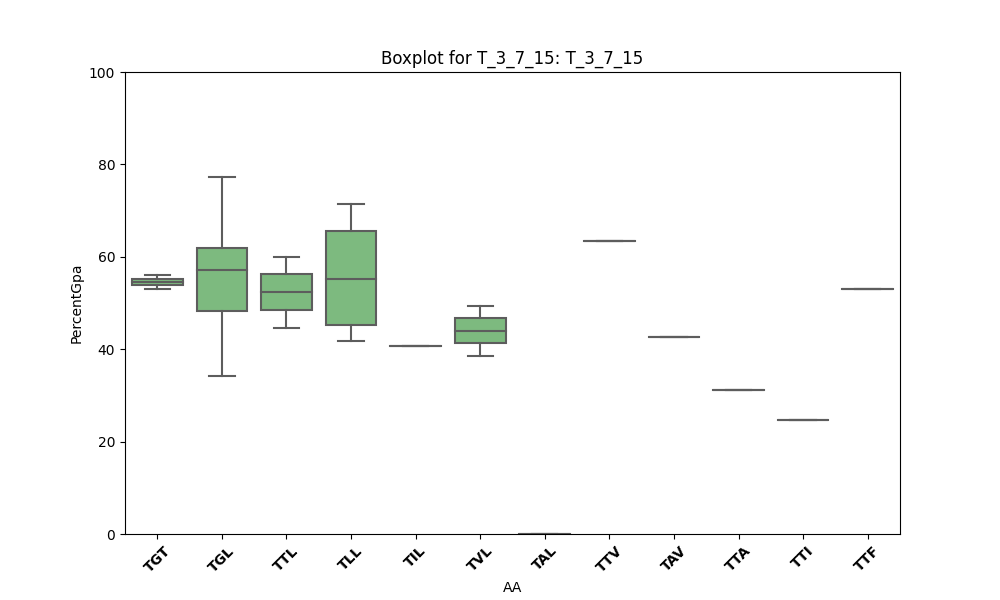 Boxplot for T_3_7_15: T_3_7_15
100
80
60
40
20
0
PercentGpa
TGT TGL TTL TLL TIL TVL TAL TTV TAV TTA TTI TTF
AA